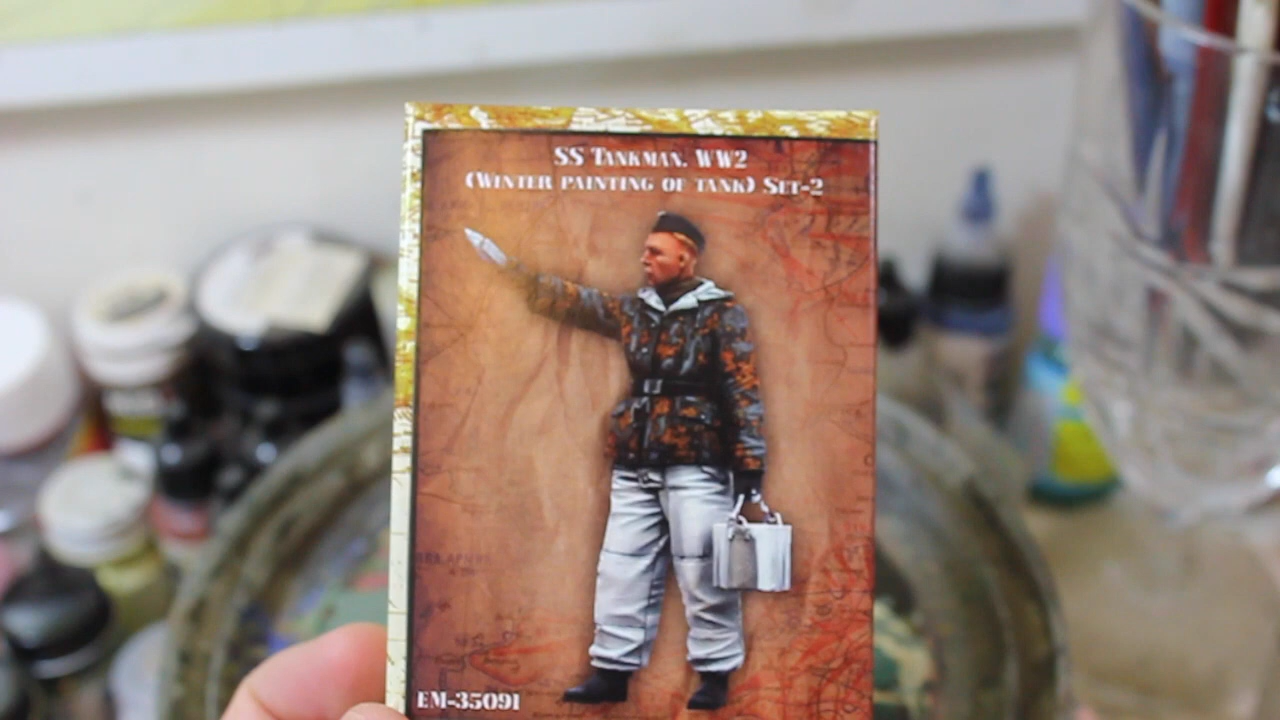 SS TANKMAN. WW2
(WINTER PAINTING OF TANK) SET-2
EM-35091